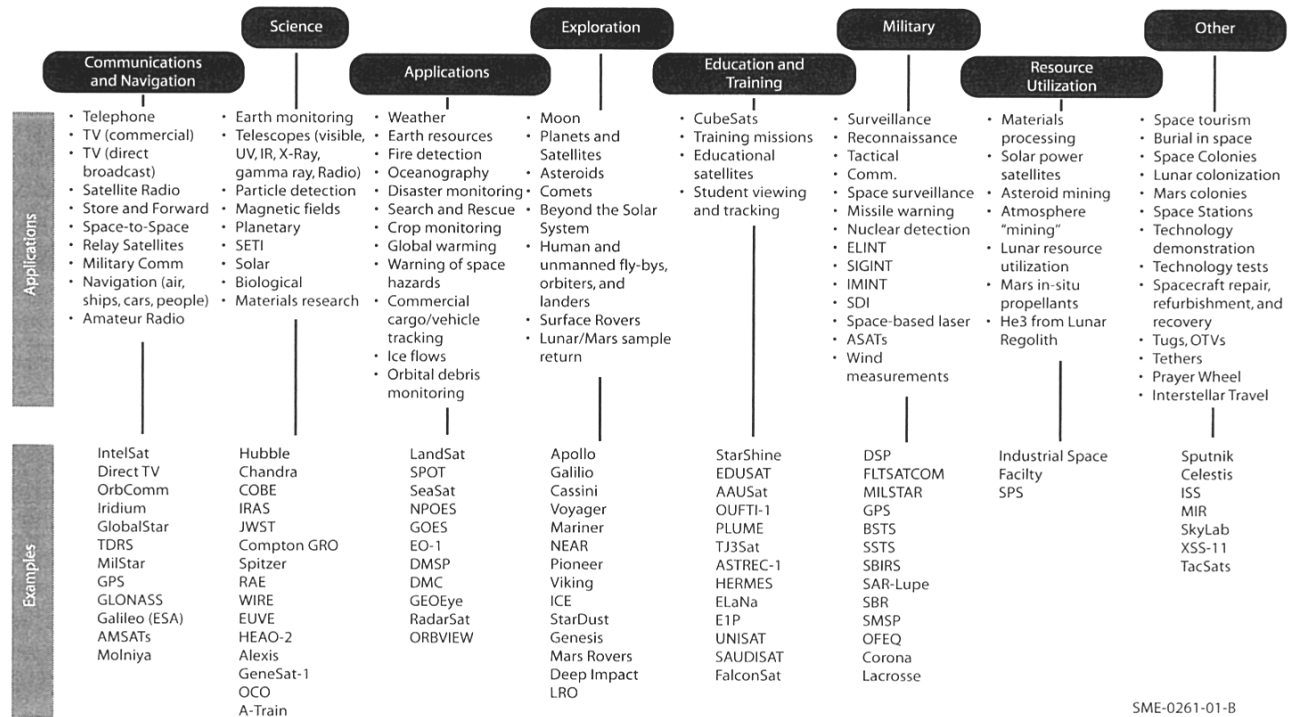 Science
Exploration
Military
Other
Communications
and Navigation
Applications
Education and
Training
Resource
Utilization
Applications
• Telephone
• TV (commercial)
• TV (direct
broadcast)
• Satellite Radio
• Store and Forward
• Space-to-Space
• Relay Satellites
• Military Comm
• Navigation (air,
ships, cars, people)
• Amateur Radio
• Earth monitoring
• Telescopes (visible,
UV, IR, X-Ray,
gamma ray, Radio)
• Particle detection
• Magnetic fields
• Planetary
• SETI
• Solar
• Biological
• Materials research
• Weather
• Earth resources
• Fire detection
• Oceanography
• Disaster monitoring
• Search and Rescue
• Crop monitoring
• Global warming
• Warning of space
hazards
• Commercial
cargo/vehicle
tracking
• Ice flows
• Orbital debris
monitoring
• Moon
• Planets and
Satellites
• Asteroids
• Comets
• Beyond the Solar
System
• Human and
unmanned fly-bys,
orbiters, and
landers
• Surface Rovers
• Lunar/Mars sample
return
• CubeSats
• Training missions
• Educational
satellites
• Student viewing
and tracking
• Surveillance
• Reconnaissance
• Tactical
• Comm.
• Space surveillance
• Missile warning
• Nuclear detection
• ELINT
• SIGINT
• IMINT
• SDI
• Space-based laser
• ASATs
• Wind
measurements
• Materials
processing
• Solar power
satellites
• Asteroid mining
• Atmosphere
“mining”
• Lunar resource
utilization
• Mars in-situ
propellants
• He3 from Lunar
Regolith
• Space tourism
• Burial in space
• Space Colonies
• Lunar colonization
• Mars colonies
• Space Stations
• Technology
demonstration
• Technology tests
• Spacecraft repair,
refurbishment, and
recovery
• Tugs, OTVs
• Tethers
• Prayer Wheel
• Interstellar Travel
Examples
IntelSat
Direct TV
OrbComm
Iridium
GlobalStar
TDRS
MilStar
GPS
GLONASS
Galileo (ESA)
AMSATs
Molniya
Hubble
Chandra
COBE
IRAS
JWST
Compton GRO
Spitzer
RAE
WIRE
EUVE
HEAO-2
Alexis
GeneSat-1
OCO
A-Train
LandSat
SPOT
SeaSat
NPOES
GOES
EO-1
DMSP
DMC
GEOEye
RadarSat
ORBVIEW
Apollo
Galilio
Cassini
Voyager
Mariner
NEAR
Pioneer
Viking
ICE
StarDust
Genesis
Mars Rovers
Deep Impact
LRO
StarShine
EDUSAT
AAUSat
OUFTI-1
PLUME
TJ3Sat
ASTREC-1
HERMES
ELaNa
E1P
UNISAT
SAUDISAT
FalconSat
DSP
FLTSATCOM
MILSTAR
GPS
BSTS
SSTS
SBIRS
SAR-Lupe
SBR
SMSP
OFEQ
Corona
Lacrosse
Industrial Space
Facilty
SPS
Sputnik
Celestis
ISS
MIR
SkyLab
XSS-11
TacSats
SME-0261-01-B